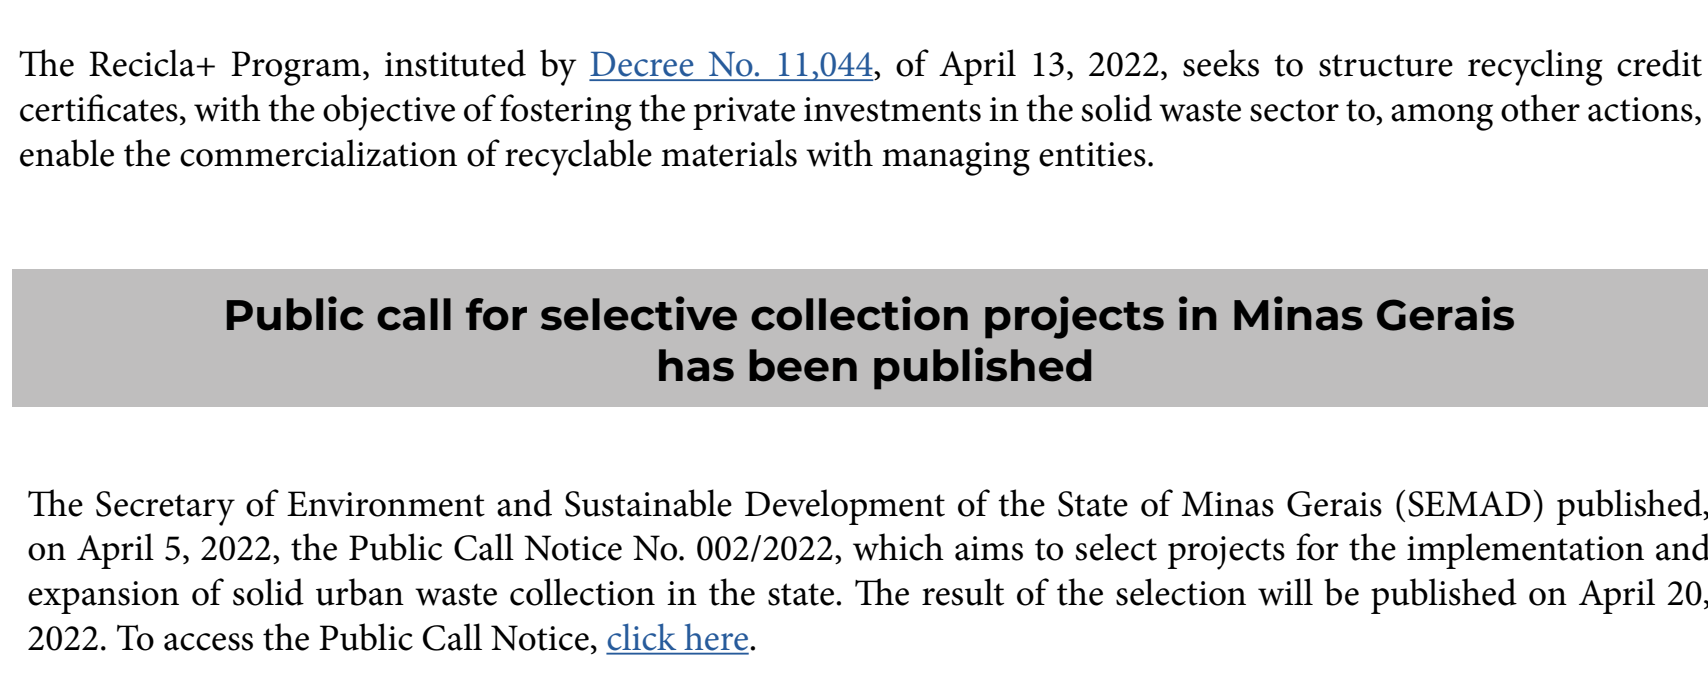 The Recicla+ Program, instituted by Decree No. 11,044, of April 13, 2022, seeks to structure recycling credit
certificates, with the objective of fostering the private investments in the solid waste sector to, among other actions,
enable the commercialization of recyclable materials with managing entities.
Public call for selective collection projects in Minas Gerais
has been published
The Secretary of Environment and Sustainable Development of the State of Minas Gerais (SEMAD) published,
on April 5, 2022, the Public Call Notice No. 002/2022, which aims to select projects for the implementation and
expansion of solid urban waste collection in the state. The result of the selection will be published on April 20,
2022. To access the Public Call Notice, click here.